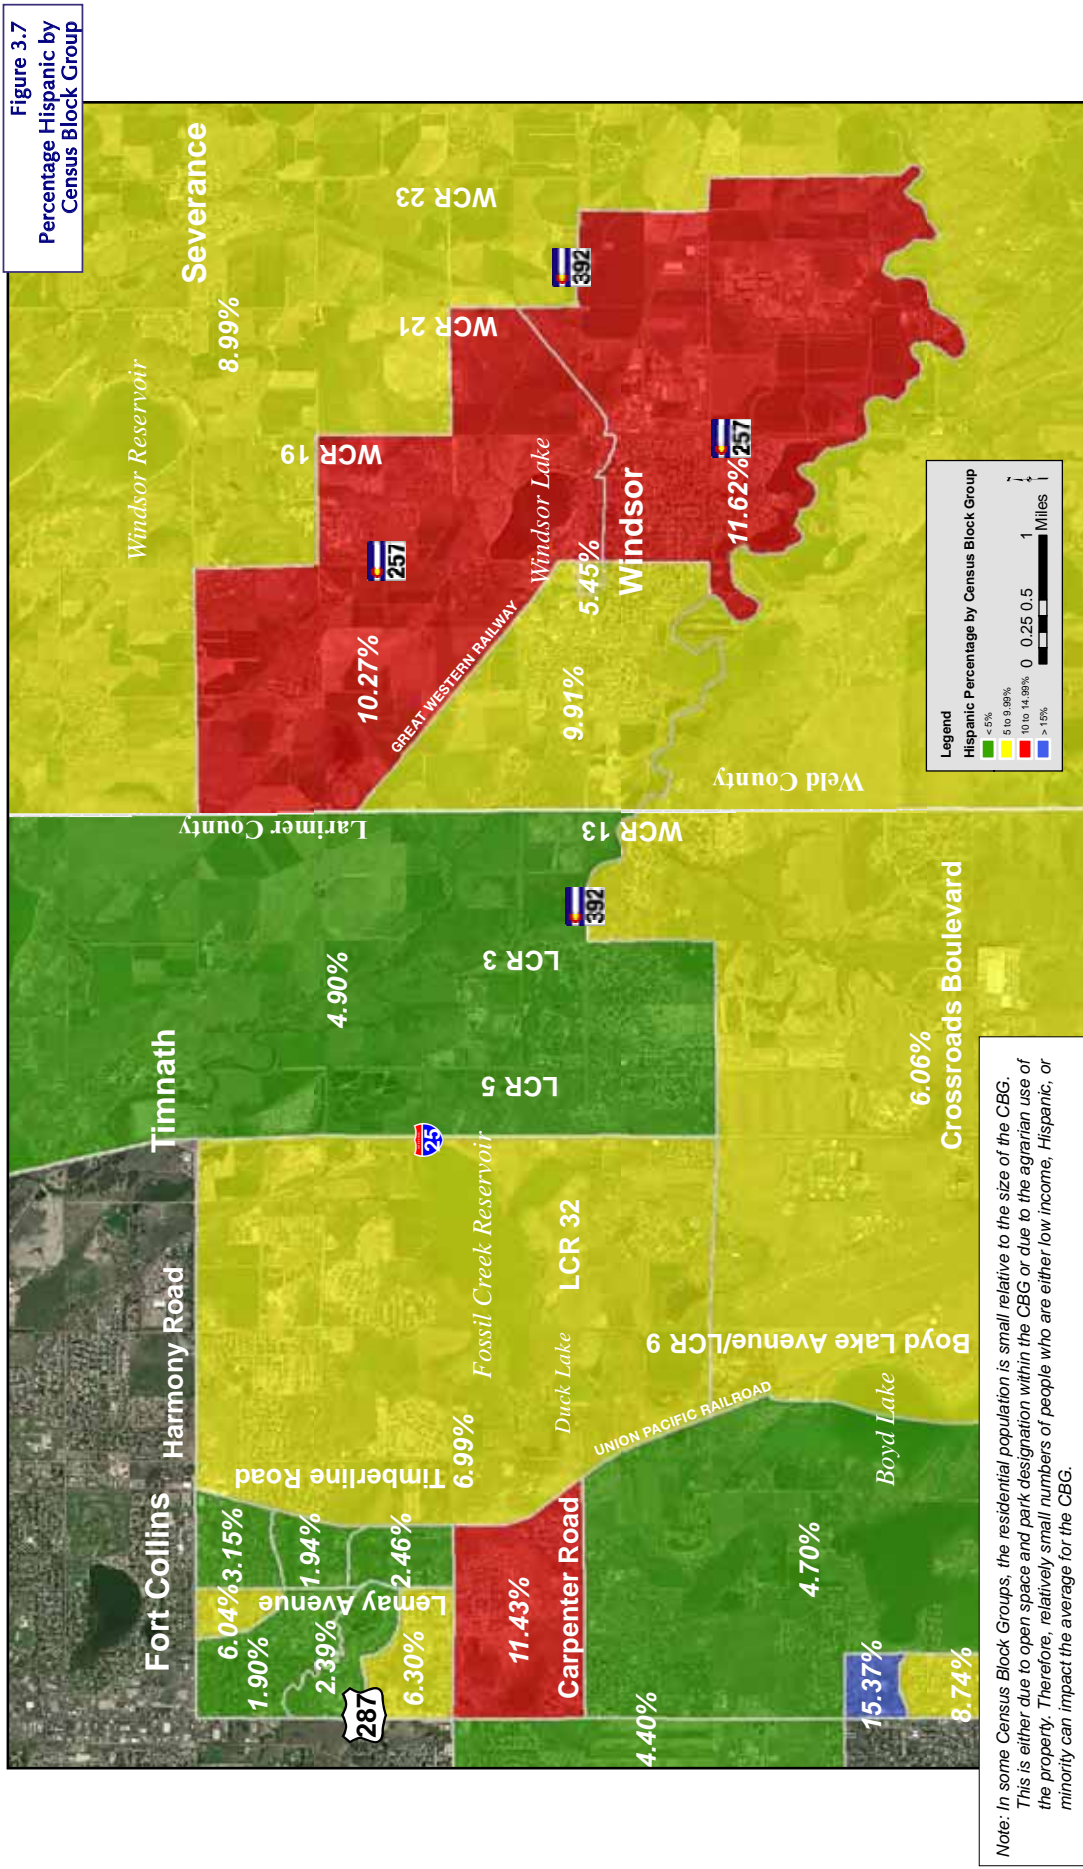 Figure 3.7
Percentage Hispanic by
Census Block Group
Fort Collins
Harmony Road
Timnath
Severance
Windsor Reservoir
8.99%
6.04%
3.15%
1.90%
1.94%
2.39%
2.46%
6.30%
Lemay Avenue
Timberline Road
287
6.99%
25
4.90%
Larimer County
10.27%
257
WCR 19
WCR 21
WCR 23
GREAT WESTERN RAILWAY
Fossil Creek Reservoir
LCR 5
LCR 3
Windsor Lake
11.43%
Carpenter Road
Duck Lake
LCR 32
392
9.91%
5.45%
392
WCR 13
Windsor
4.40%
UNION PACIFIC RAILROAD
Boyd Lake Avenue/LCR 9
Weld County
11.62%
257
4.70%
Boyd Lake
15.37%
8.74%
6.06%
Crossroads Boulevard
Legend
Hispanic Percentage by Census Block Group
< 5%
5 to 9.99%
10 to 14.99%
> 15%
0 0.25 0.5 1
Miles
Note: In some Census Block Groups, the residential population is small relative to the size of the CBG.
This is either due to open space and park designation within the CBG or due to the agrarian use of
the property. Therefore, relatively small numbers of people who are either low income, Hispanic, or
minority can impact the average for the CBG.